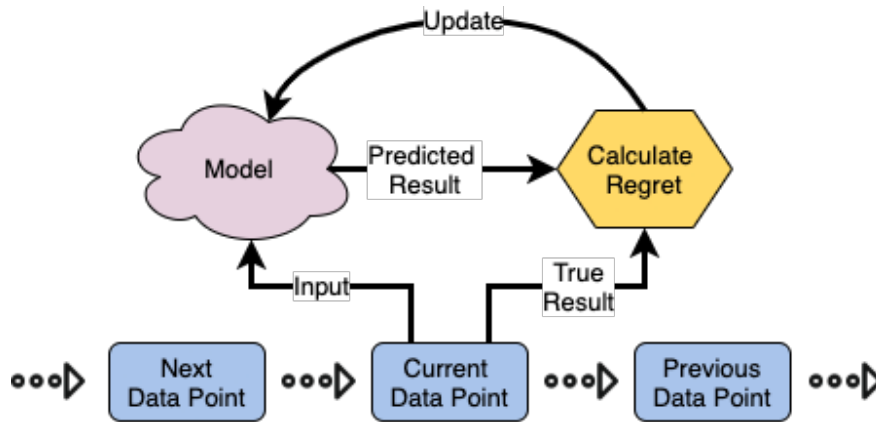 Update
Model
Predicted
Result
Calculate
Regret
Input
True
Result
Next
Data Point
Current
Data Point
Previous
Data Point